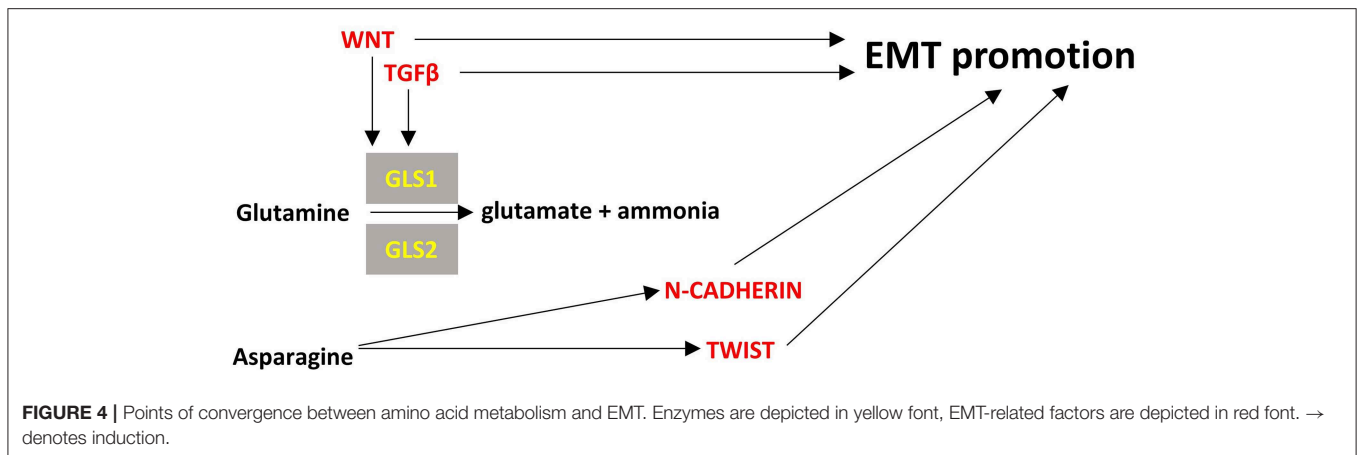 WNT
EMT promotion
TGFβ
GLS1
Glutamine
glutamate + ammonia
GLS2
N-CADHERIN
Asparagine
TWIST
FIGURE 4 | Points of convergence between amino acid metabolism and EMT. Enzymes are depicted in yellow font, EMT-related factors are depicted in red font. →
denotes induction.